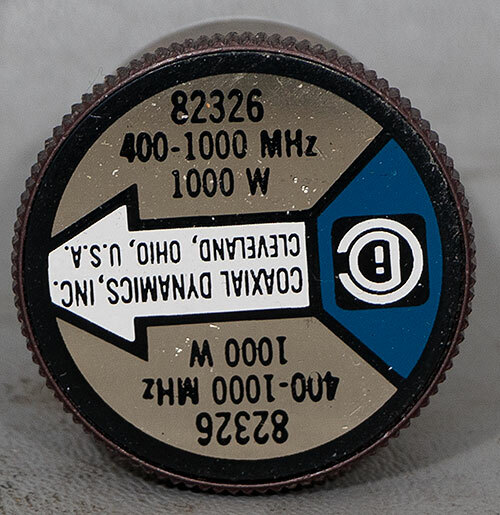 82326
400-1000 MHz
1000 W
COAXIAL DYNAMICS, INC.
CLEVELAND, OHIO, U.S.A.
1000 W
400-1000 MHz
82326